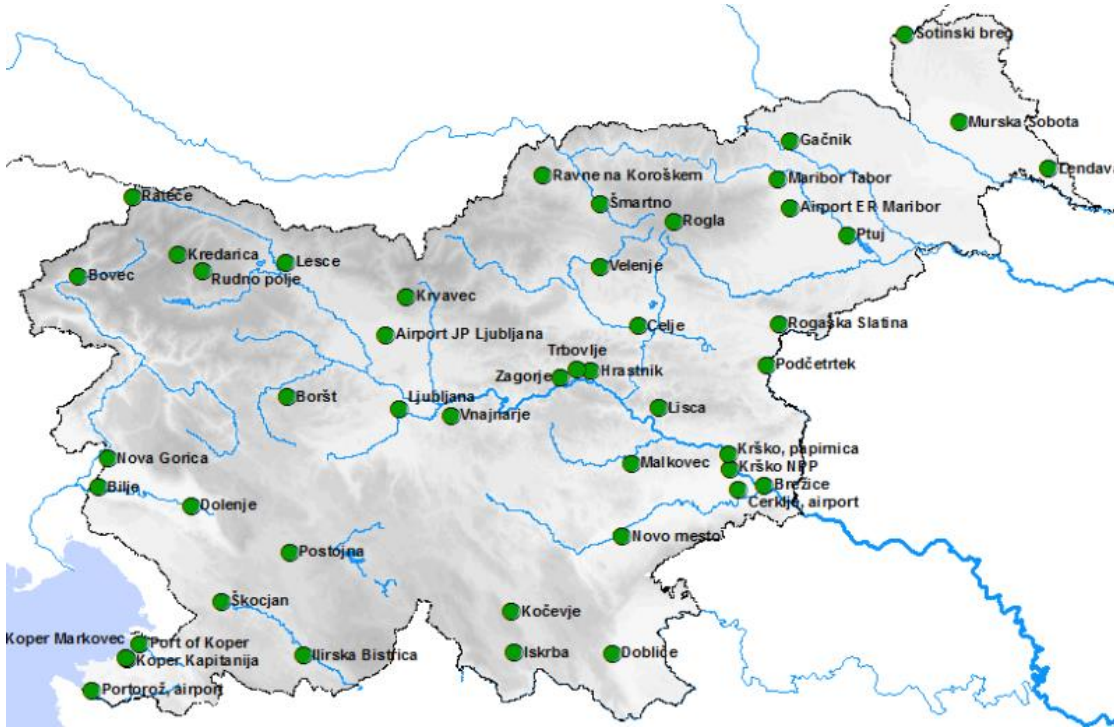 Sotinski breg
Murska Sobota
Gačnik
Lendava
Ravne na Koroškem
Maribor Tabor
Rateče
Šmartno
Airport ER Maribor
Rogla
Ptuj
Kredarica
Lesce
Bovec
Rudno polje
Velenje
Krvavec
Celje
Rogaška Slatina
Airport JP Ljubljana
Trbovlje
Podčetrtek
Zagorje
Hrastnik
Boršt
Ljubljana
Lisca
Vnajnarje
Krško, papirnica
Nova Gorica
Malkovec
Krško NPP
Bilje
Brežice
Cerklje, airport
Dolenje
Novo mesto
Postojna
Škocjan
Kočevje
Koper Markovec
Port of Koper
Koper Kapitanija
Ilirska Bistrica
Iskrba
Dobliče
Portorož, airport